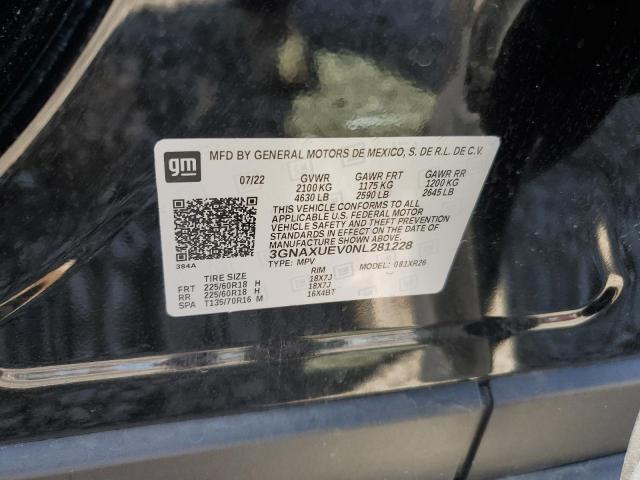 gm
MFD BY GENERAL MOTORS DE MEXICO, S. DE R.L. DE C.V.
07/22 GVWR GAWR FRT GAWR RR
2100 KG 1175 KG 1200 KG
4630 LB 2590 LB 2645 LB
THIS VEHICLE CONFORMS TO ALL
APPLICABLE U.S. FEDERAL MOTOR
VEHICLE SAFETY AND THEFT PREVENTION
STANDARDS IN EFFECT ON THE DATE OF
MANUFACTURE SHOWN ABOVE.
3GNAXUEV0NL281228
384A
TYPE: MPV MODEL: 081XR26
TIRE SIZE RIM
FRT 225/60R18 H 18X7J
RR 225/60R18 H 18X7J
SPA T135/70R16 M 16X4BT